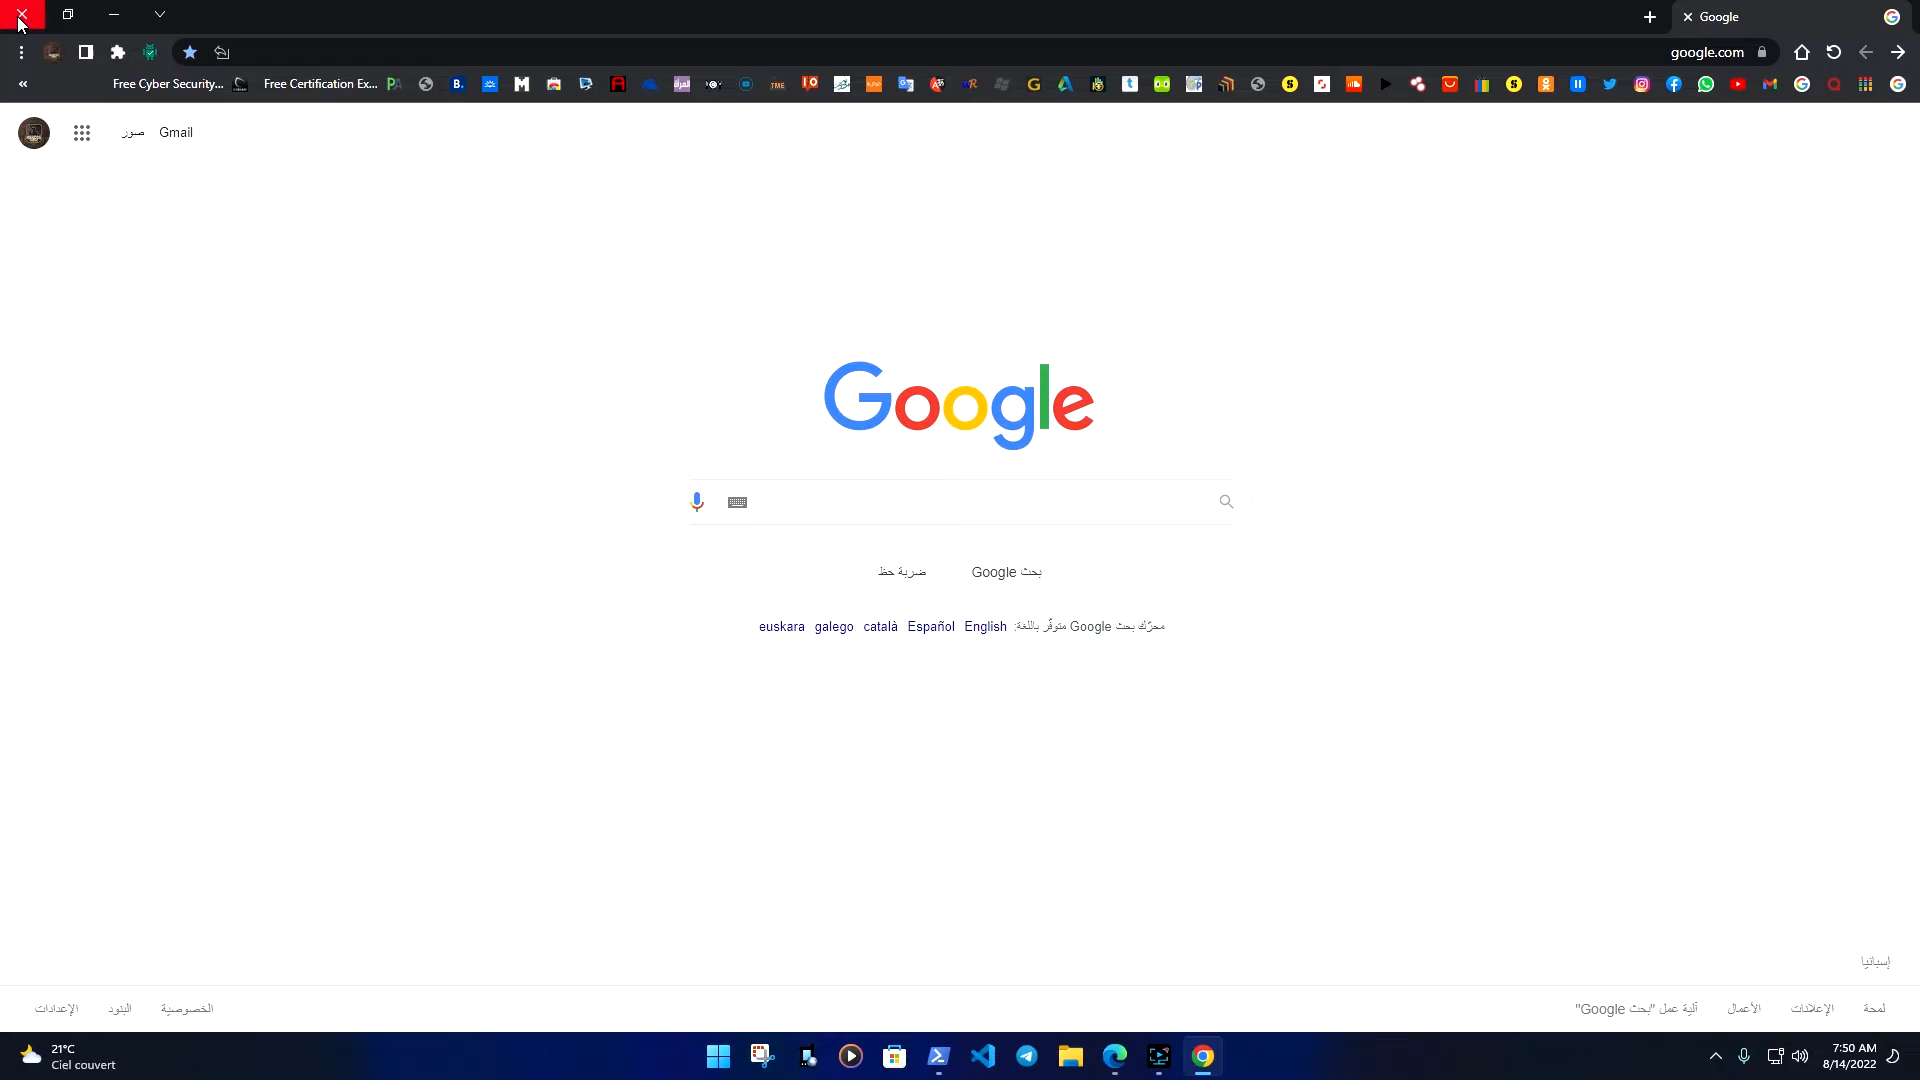 Google
google.com
Free Cyber Security...
Free Certification Ex...
صور
Gmail
Google
بحث Google
ضربة حظ
محرّك بحث Google متوفّر باللغة: English Español català galego euskara
إسبانيا
لمحة
الإعلانات
الأعمال
آلية عمل "بحث Google"
الخصوصية
البنود
الإعدادات
21°C
Ciel couvert
7:50 AM
8/14/2022